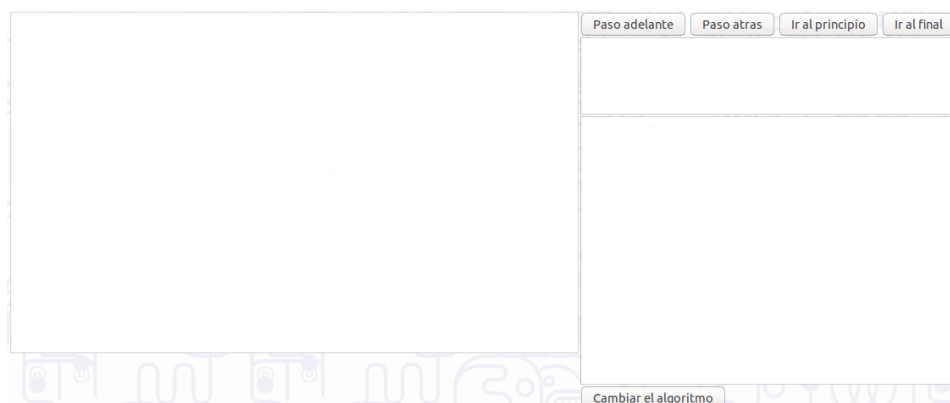 Paso adelante Paso atras Ir al principio Ir al final
Cambiar el algoritmo